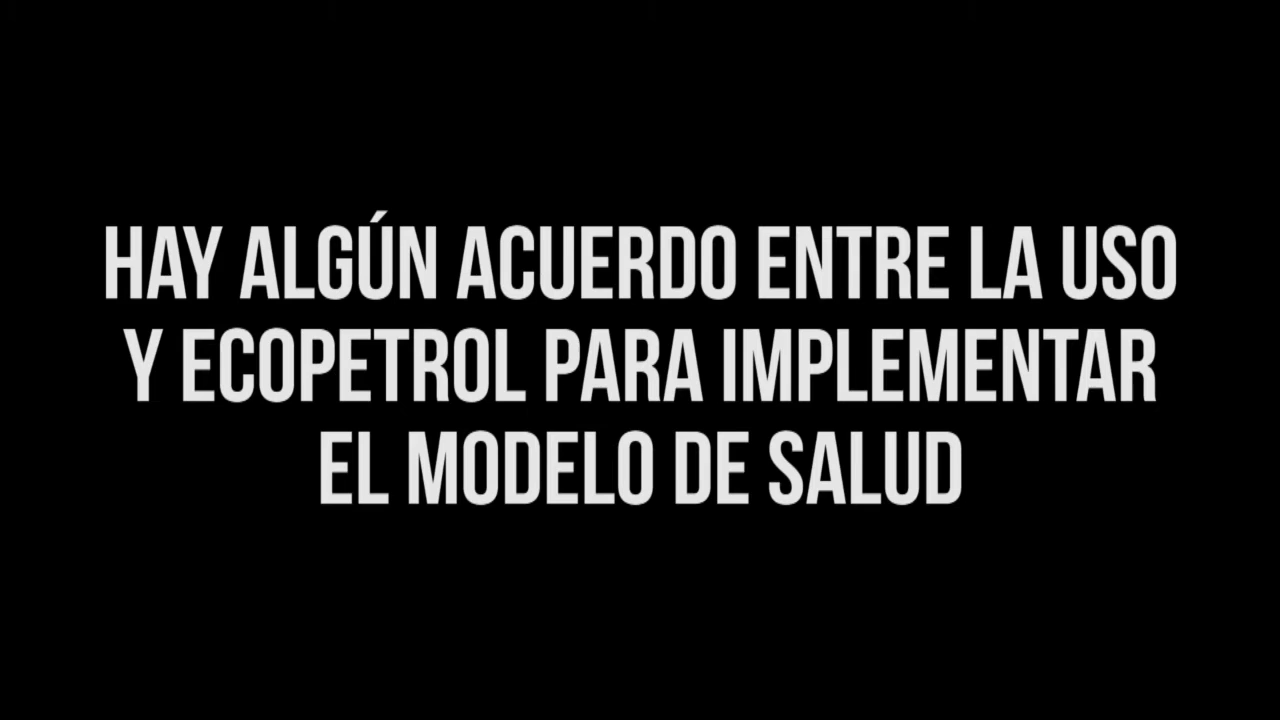 HAY ALGÚN ACUERDO ENTRE LA USO
Y ECOPETROL PARA IMPLEMENTAR
EL MODELO DE SALUD